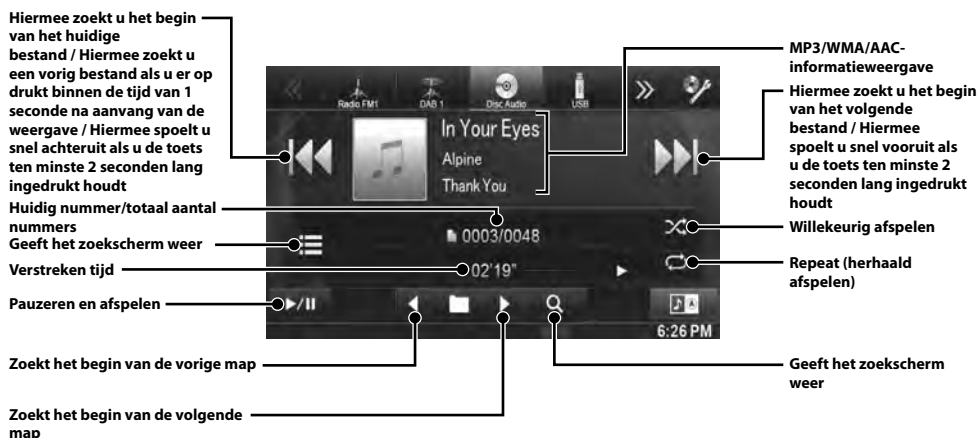 Hiermee zoekt u het begin
van het huidige
bestand / Hiermee zoekt u
een vorig bestand als u er op
drukt binnen de tijd van 1
seconde na aanvang van de
weergave / Hiermee spoelt u
snel achteruit als u de toets
ten minste 2 seconden lang
ingedrukt houdt
Huidig nummer/totaal aantal
nummers
Geeft het zoekscherm weer
Verstreken tijd
Pauzeren en afspelen
Zoekt het begin van de vorige map
Zoekt het begin van de volgende
map
Radio FM1
DAB 1
Disc Audio
USB
In Your Eyes
Alpine
Thank You
0003/0048
02'19"
6:26 PM
MP3/WMA/AAC-
informatieweergave
Hiermee zoekt u het begin
van het volgende
bestand / Hiermee
spoelt u snel vooruit als
u de toets ten minste 2
seconden lang ingedrukt
houdt
Willekeurig afspelen
Repeat (herhaald
afspelen)
Geeft het zoekscherm
weer